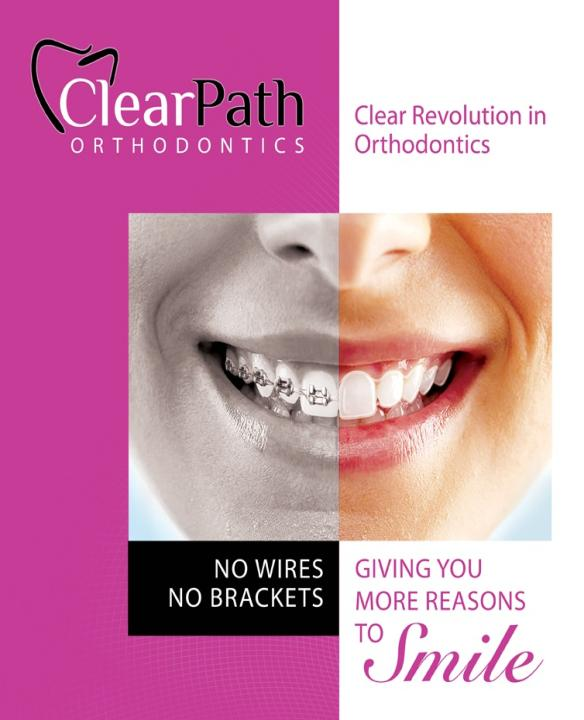 ClearPath
ORTHODONTICS
Clear Revolution in
Orthodontics
NO WIRES
NO BRACKETS
GIVING YOU
MORE REASONS
TO Smile